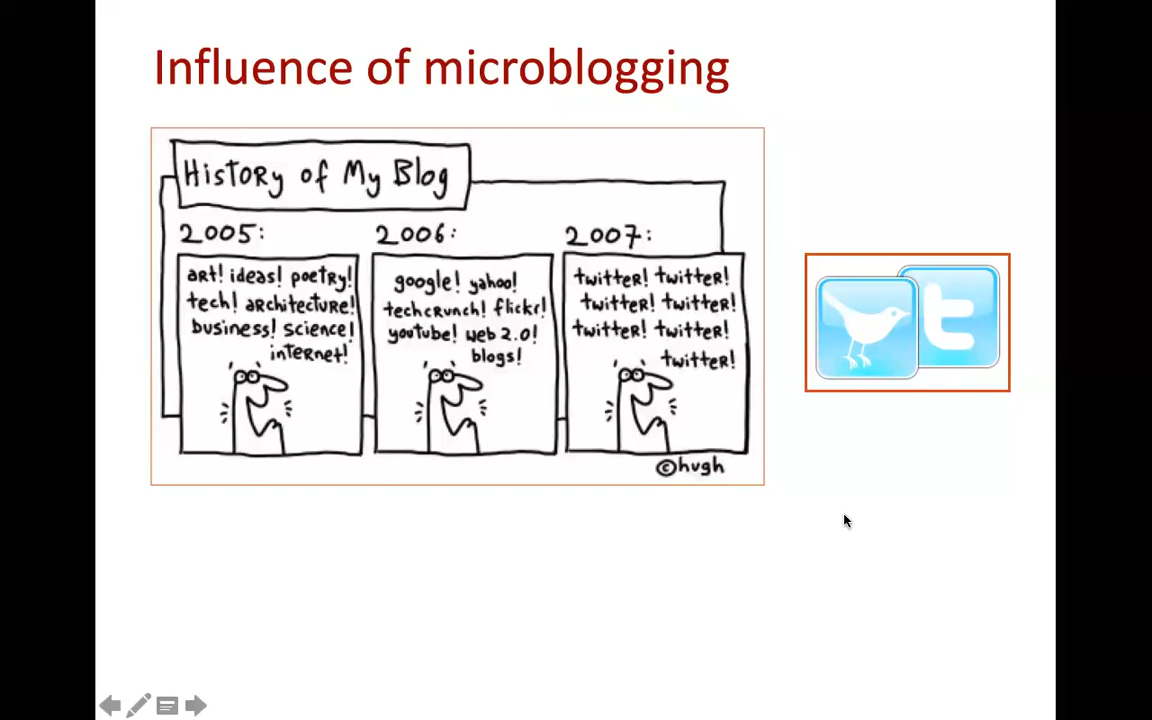 Influence of microblogging
History of My Blog
2005:
art! ideas! poetry!
tech! architecture!
business! science!
internet!
2006:
google! yahoo!
techcrunch! flickr!
youtube! web 2.0!
blogs!
2007:
twitter! twitter!
twitter! twitter!
twitter! twitter!
twitter!
©hugh
t